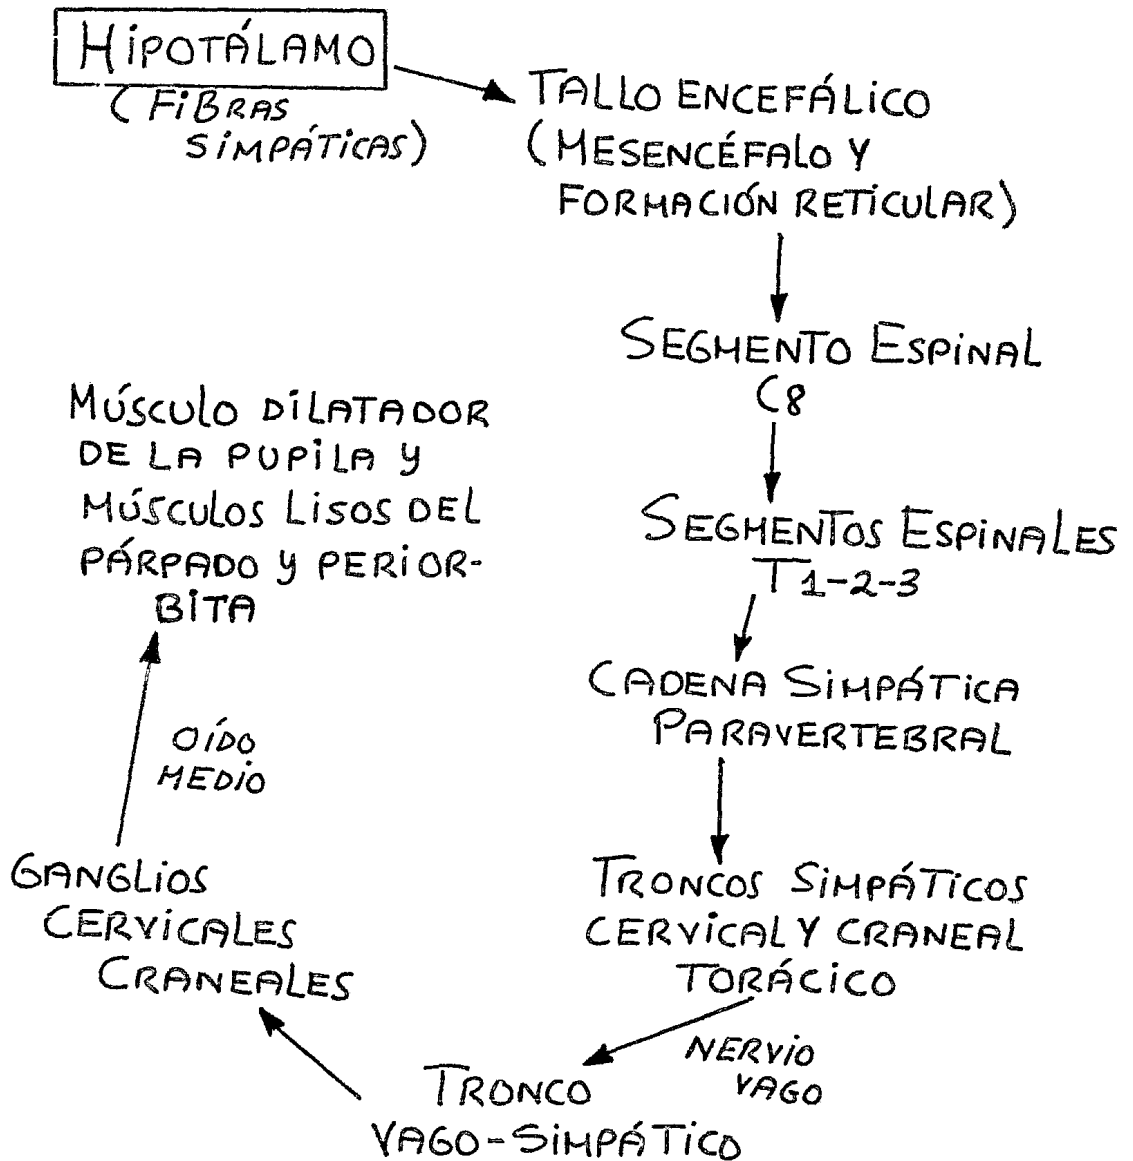 HIPOTÁLAMO
(FIBRAS
SIMPÁTICAS)
TALLO ENCEFÁLICO
(MESENCÉFALO Y
FORMACIÓN RETICULAR)
SEGMENTO ESPINAL
C8
SEGMENTOS ESPINALES
T1-2-3
CADENA SIMPÁTICA
PARAVERTEBRAL
TRONCOS SIMPÁTICOS
CERVICAL Y CRANEAL
TORÁCICO
NERVIO
VAGO
TRONCO
VAGO-SIMPÁTICO
GANGLIOS
CERVICALES
CRANEALES
OÍDO
MEDIO
MÚSCULO DILATADOR
DE LA PUPILA Y
MÚSCULOS LISOS DEL
PÁRPADO Y PERIOR-
BITA